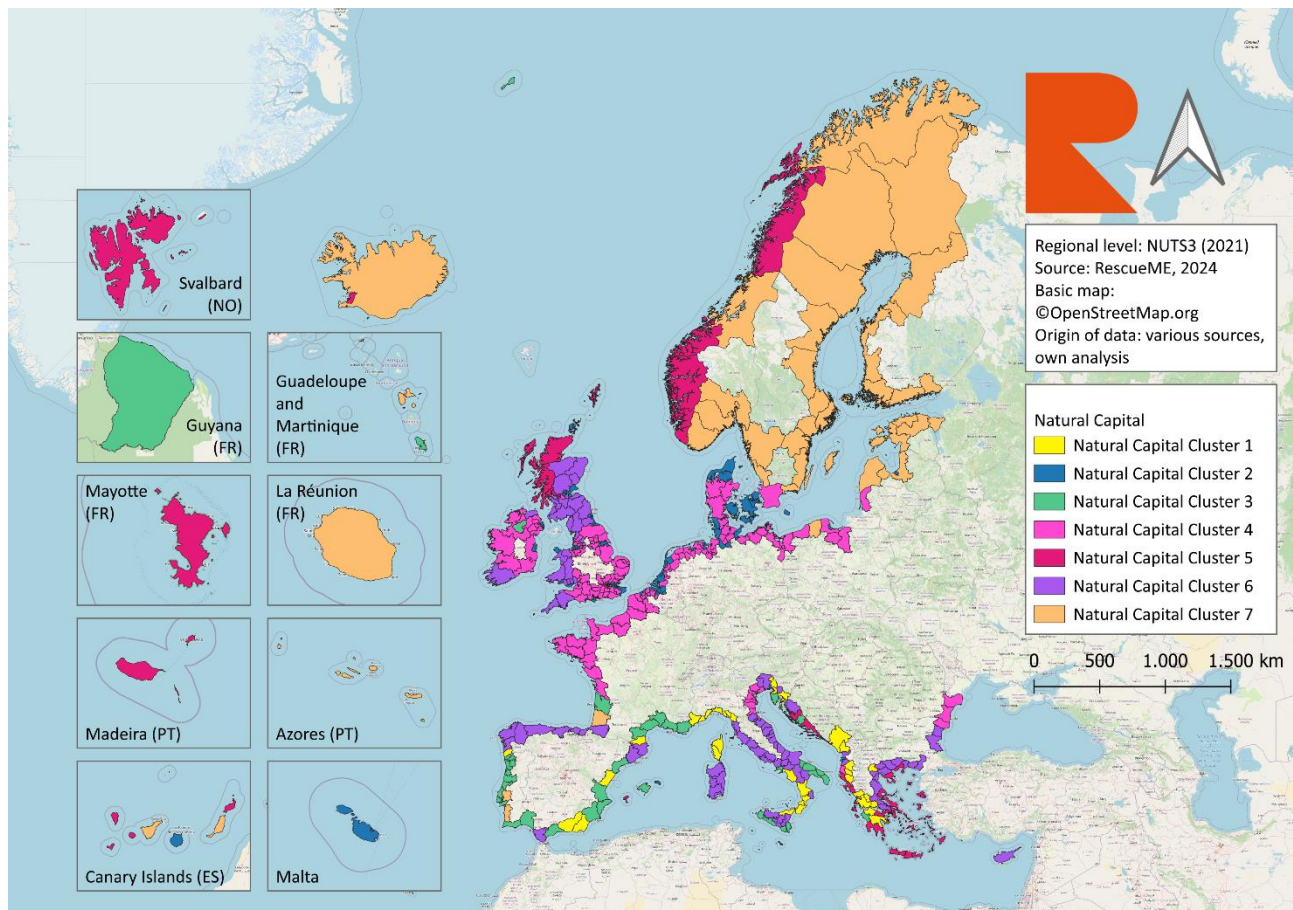 Svalbard
(NO)
Guyana
(FR)
Guadeloupe
and
Martinique
(FR)
Mayotte
(FR)
La Réunion
(FR)
Madeira (PT)
Azores (PT)
Canary Islands (ES)
Malta
R
Regional level: NUTS3 (2021)
Source: RescueME, 2024
Basic map:
©OpenStreetMap.org
Origin of data: various sources,
own analysis
Natural Capital
Natural Capital Cluster 1
Natural Capital Cluster 2
Natural Capital Cluster 3
Natural Capital Cluster 4
Natural Capital Cluster 5
Natural Capital Cluster 6
Natural Capital Cluster 7
0 500 1.000 1.500 km